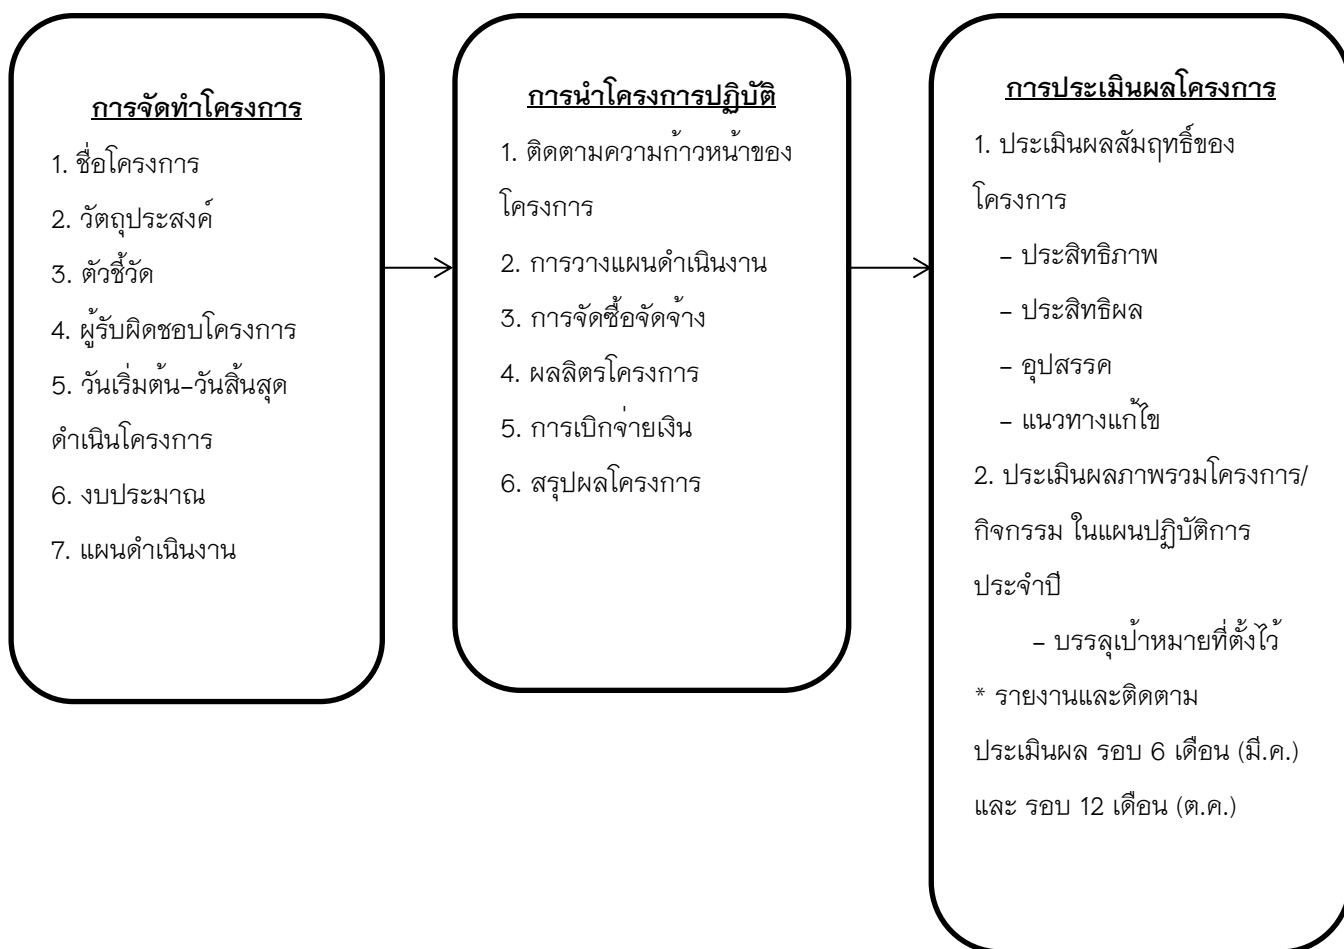 การจัดทำโครงการ
1. ชื่อโครงการ
2. วัตถุประสงค์
3. ตัวชี้วัด
4. ผู้รับผิดชอบโครงการ
5. วันเริ่มต้น-วันสิ้นสุด
ดำเนินโครงการ
6. งบประมาณ
7. แผนดำเนินงาน
การนำโครงการปฏิบัติ
1. ติดตามความก้าวหน้าของ
โครงการ
2. การวางแผนดำเนินงาน
3. การจัดซื้อจัดจ้าง
4. ผลลิตรโครงการ
5. การเบิกจ่ายเงิน
6. สรุปผลโครงการ
การประเมินผลโครงการ
1. ประเมินผลสัมฤทธิ์ของ
โครงการ
- ประสิทธิภาพ
- ประสิทธิผล
- อุปสรรค
- แนวทางแก้ไข
2. ประเมินผลภาพรวมโครงการ/
กิจกรรม ในแผนปฏิบัติการ
ประจำปี
- บรรลุเป้าหมายที่ตั้งไว้
* รายงานและติดตาม
ประเมินผล รอบ 6 เดือน (มี.ค.)
และ รอบ 12 เดือน (ต.ค.)